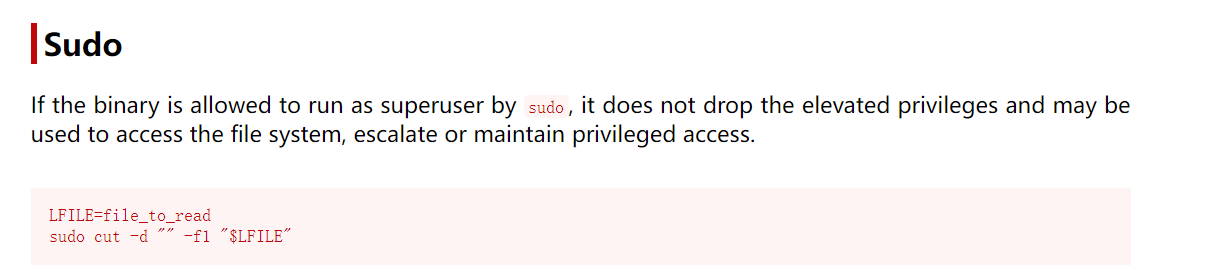 Sudo
If the binary is allowed to run as superuser by sudo, it does not drop the elevated privileges and may be
used to access the file system, escalate or maintain privileged access.
LFILE=file_to_read
sudo cut -d "" -f1 "$LFILE"